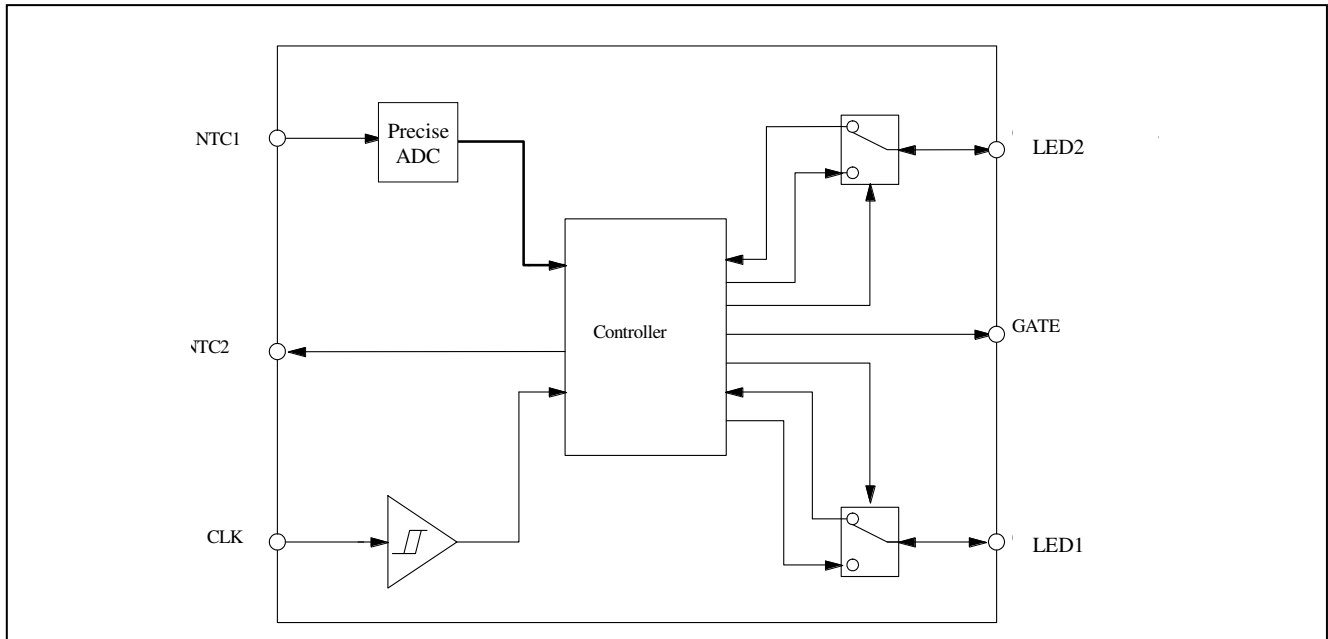 NTC1
Precise
ADC
LED2
Controller
GATE
NTC2
CLK
LED1